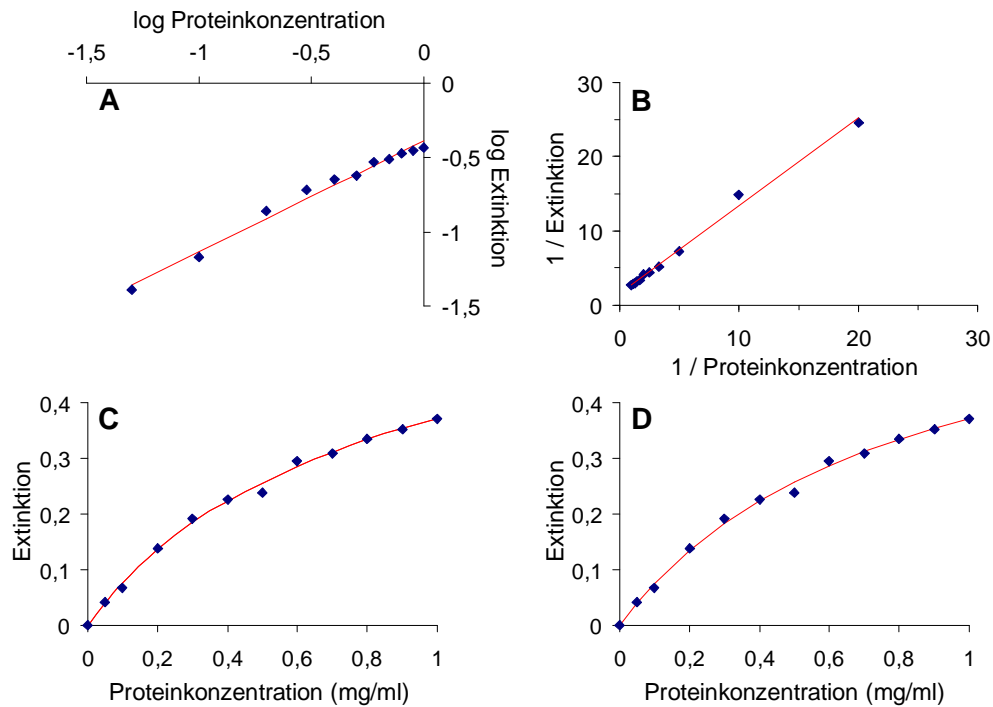 log Proteinkonzentration
-1,5 -1 -0,5 0
A
0
-0,5
-1
-1,5
log Extinktion
B
30
20
10
0
1 / Extinktion
0 10 20 30
1 / Proteinkonzentration
C
0,4
0,3
0,2
0,1
0
Extinktion
0 0,2 0,4 0,6 0,8 1
Proteinkonzentration (mg/ml)
D
0,4
0,3
0,2
0,1
0
Extinktion
0 0,2 0,4 0,6 0,8 1
Proteinkonzentration (mg/ml)